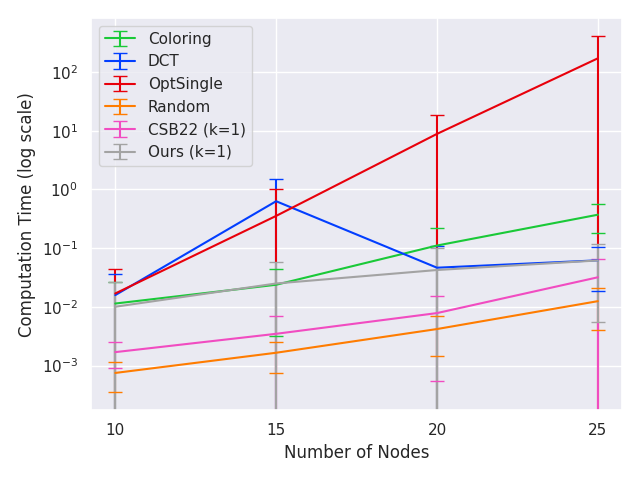 Coloring
DCT
OptSingle
Random
CSB22 (k=1)
Ours (k=1)
Computation Time (log scale)
10²
10¹
10⁰
10⁻¹
10⁻²
10⁻³
10 15 20 25
Number of Nodes